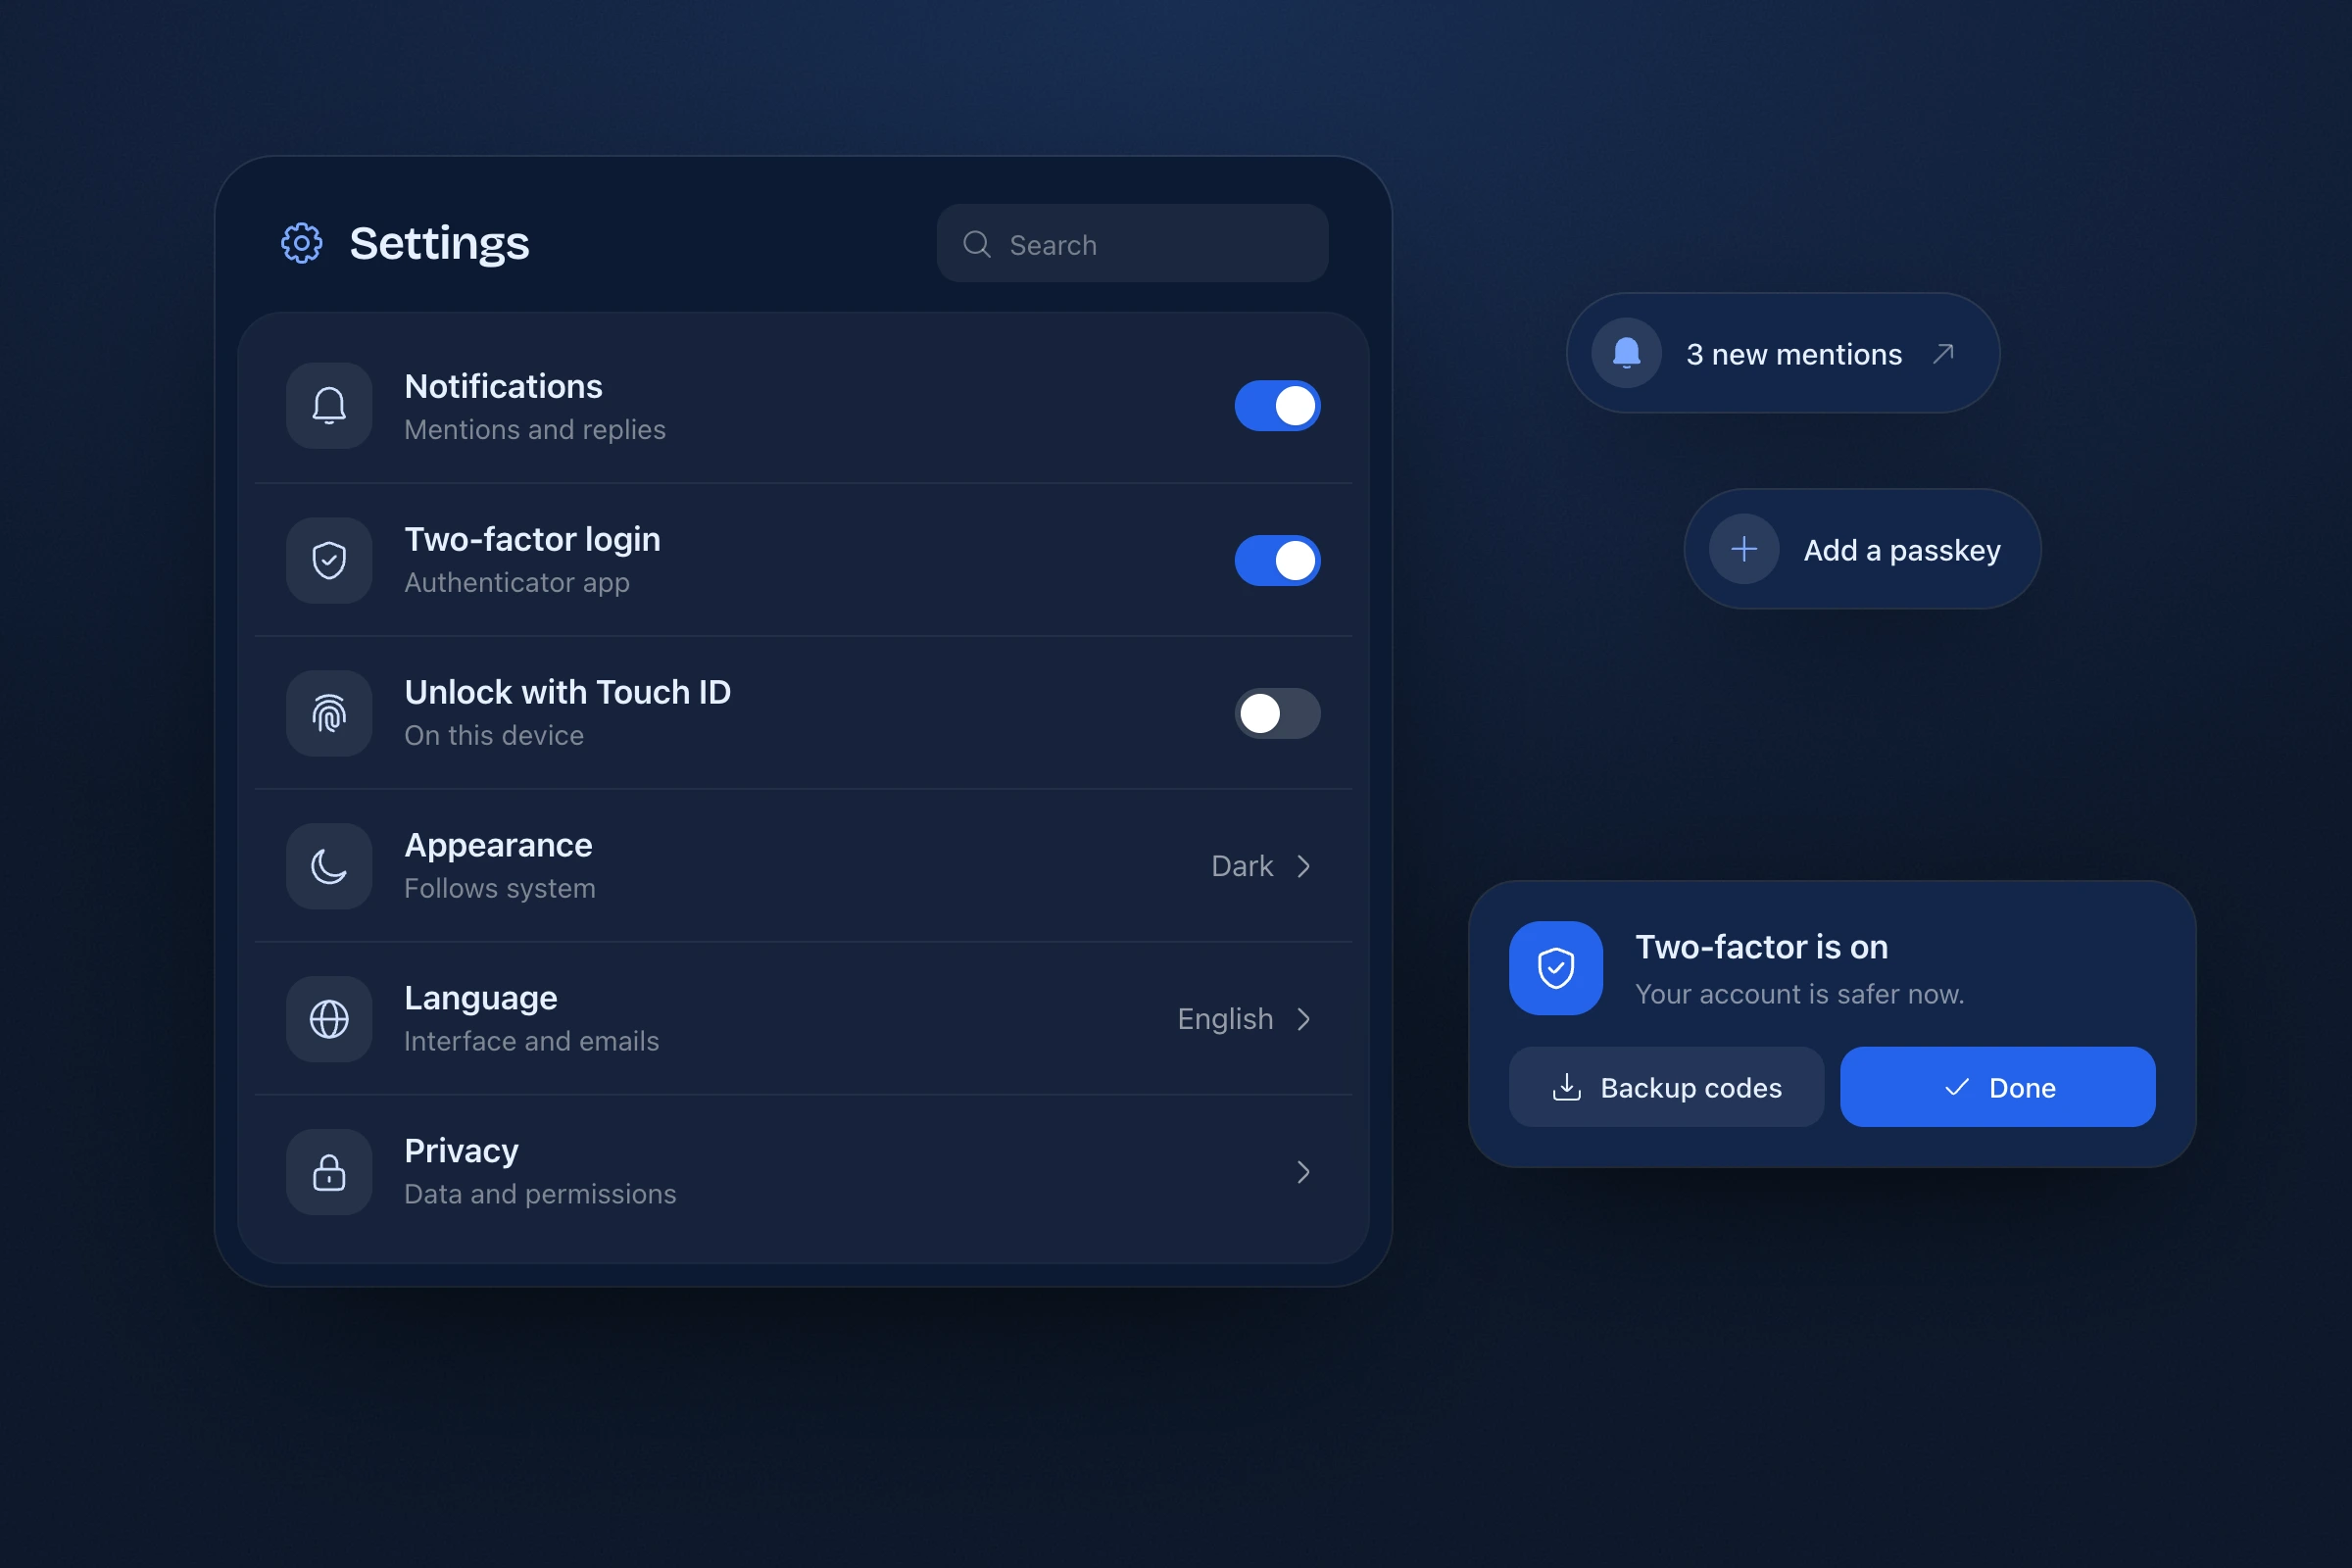 Settings
Search
Notifications
Mentions and replies
Two-factor login
Authenticator app
Unlock with Touch ID
On this device
Appearance
Follows system
Dark
Language
Interface and emails
English
Privacy
Data and permissions
3 new mentions
Add a passkey
Two-factor is on
Your account is safer now.
Backup codes
Done